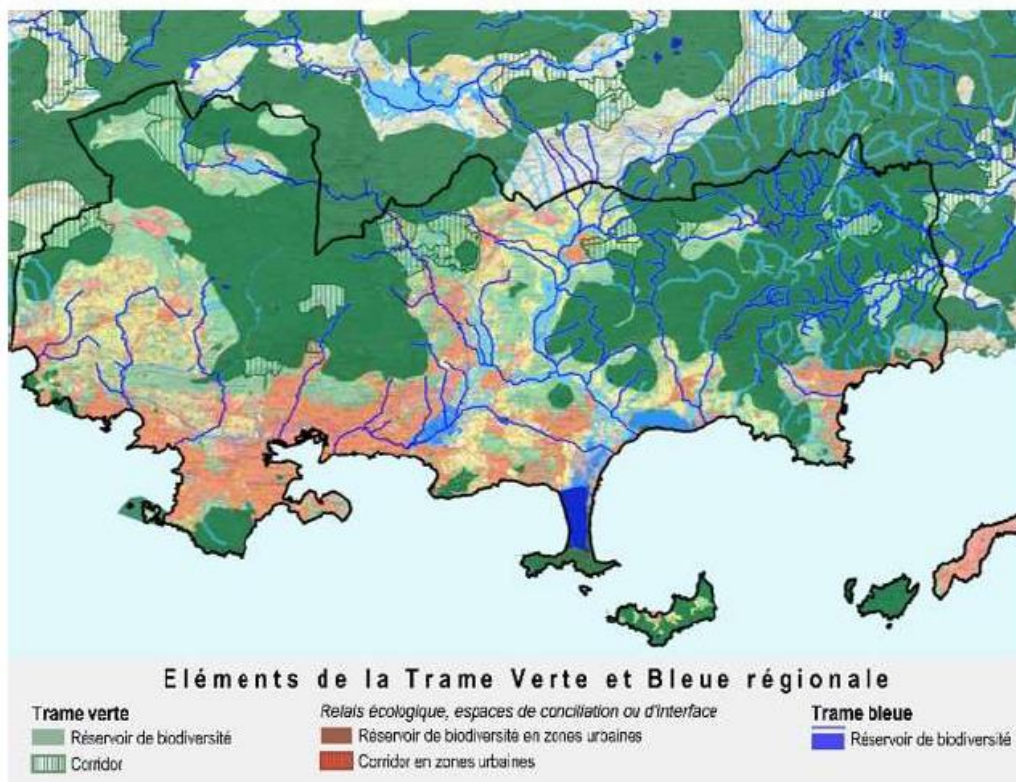 Eléments de la Trame Verte et Bleue régionale
Trame verte
Réservoir de biodiversité
Corridor
Relais écologique, espaces de conciliation ou d'interface
Réservoir de biodiversité en zones urbaines
Corridor en zones urbaines
Trame bleue
Réservoir de biodiversité